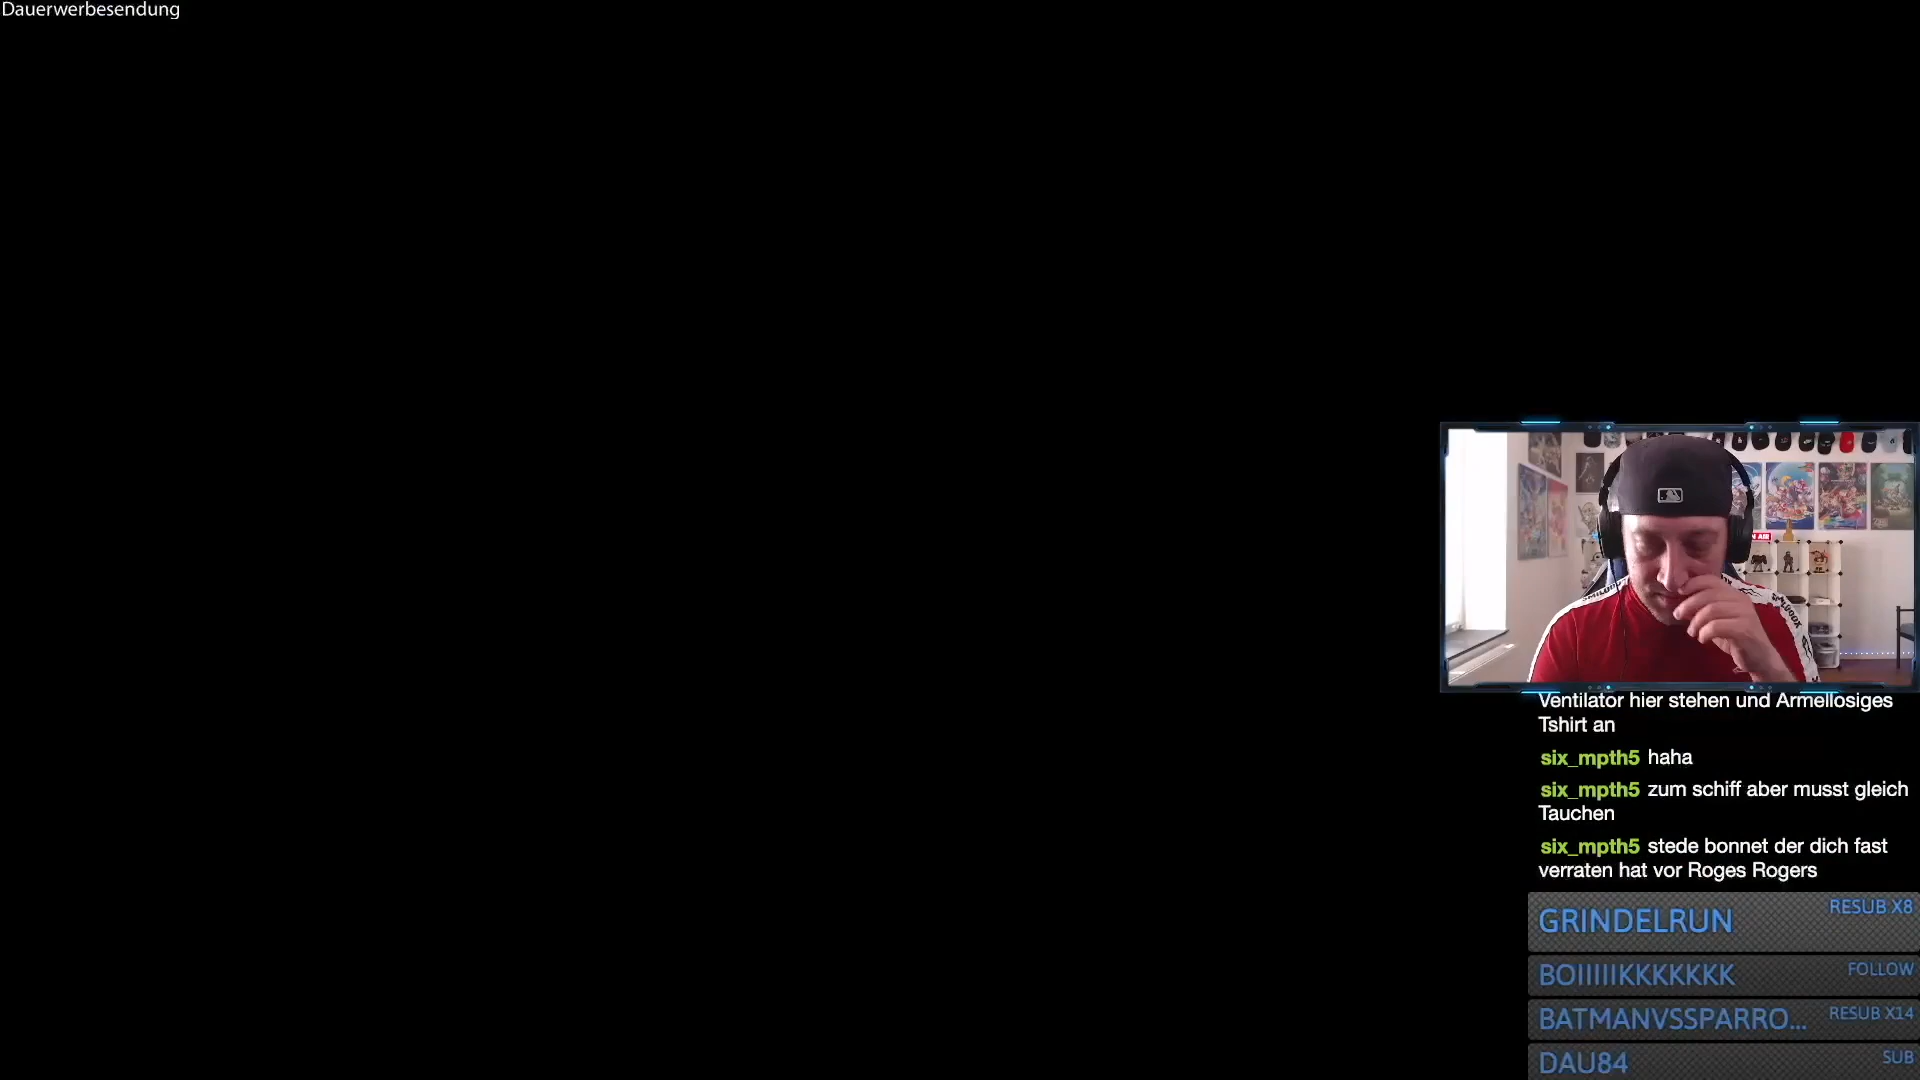 Dauerwerbesendung
ON AIR
Ventilator hier stehen und Armellosiges
Tshirt an
six_mpth5 haha
six_mpth5 zum schiff aber musst gleich
Tauchen
six_mpth5 stede bonnet der dich fast
verraten hat vor Roges Rogers
GRINDELRUN RESUB X8
BOIIIIIKKKKKKK FOLLOW
BATMANVSSPARRO... RESUB X14
DAU84 SUB